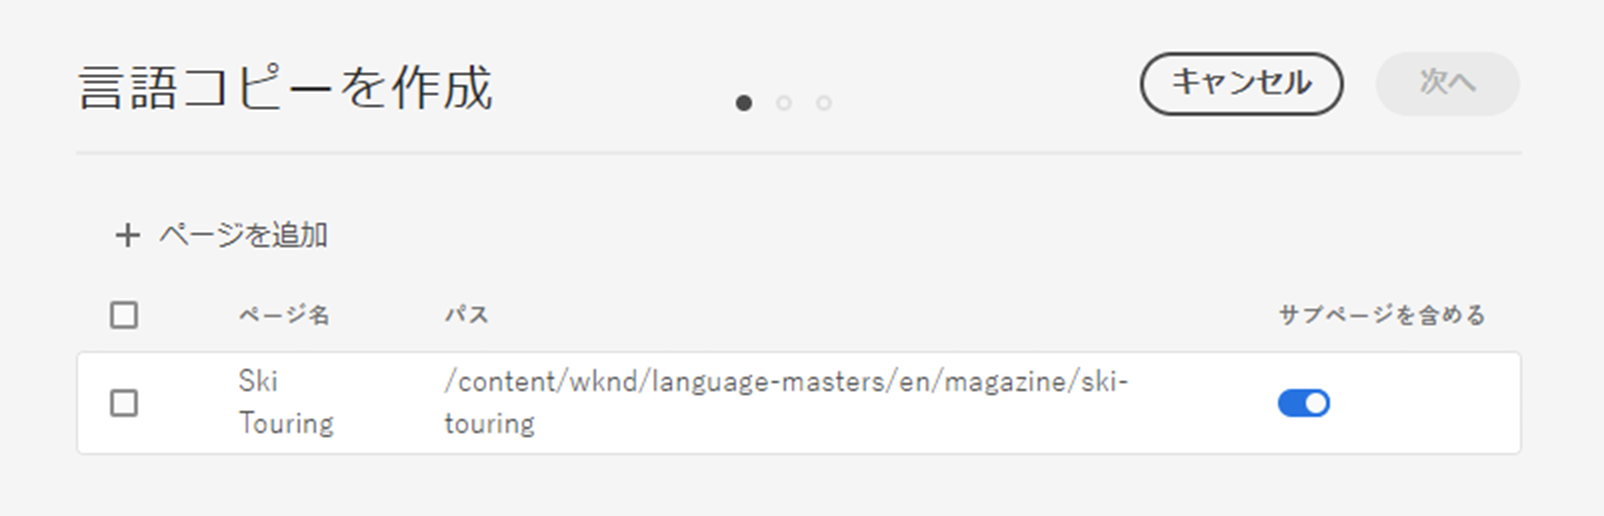 言語コピーを作成
キャンセル
次へ
ページを追加
ページ名 パス サブページを含める
Ski /content/wknd/language-masters/en/magazine/ski-
Touring touring